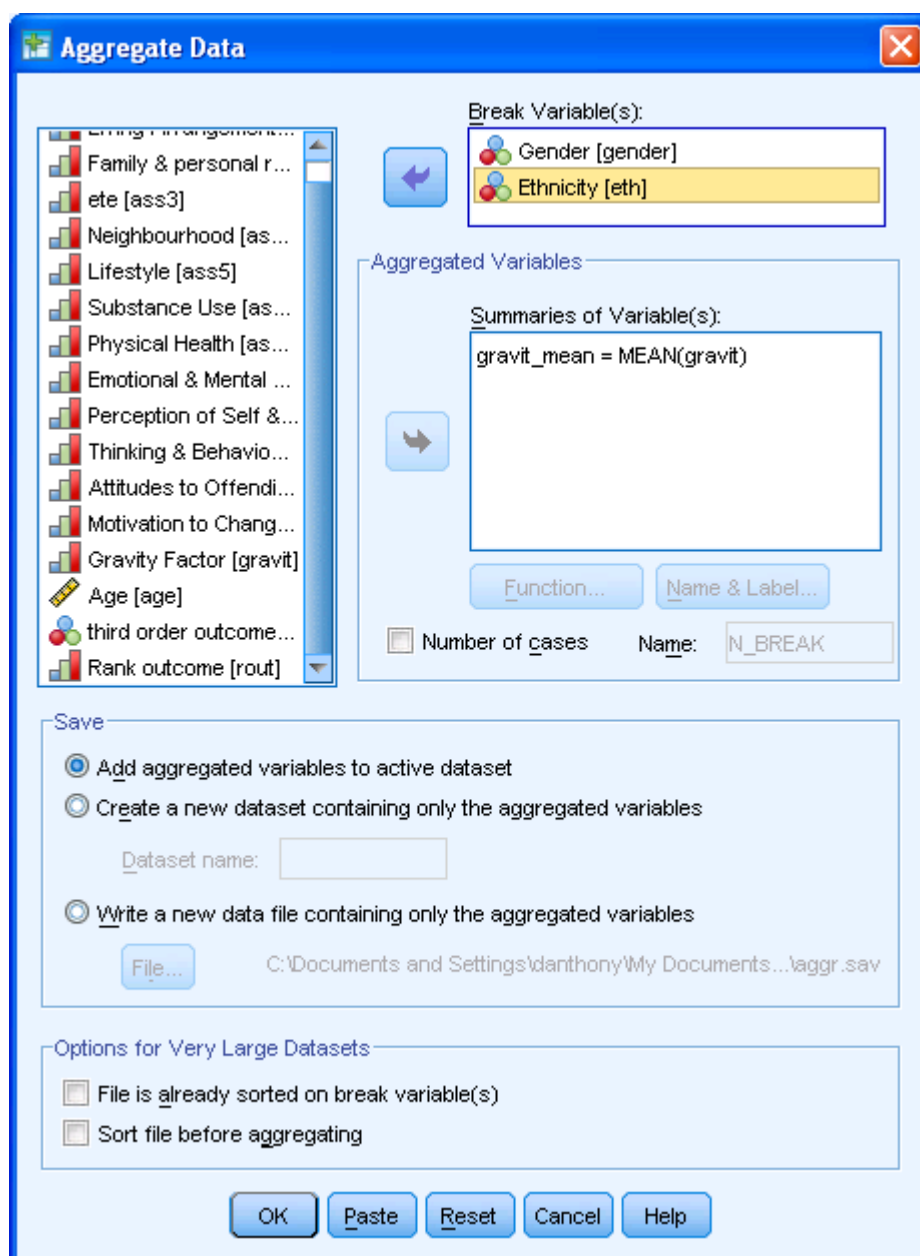 Aggregate Data
Break Variable(s):
Gender [gender]
Ethnicity [eth]
Family & personal r...
ete [ass3]
Neighbourhood [as...
Lifestyle [ass5]
Substance Use [as...
Physical Health [as...
Emotional & Mental ...
Perception of Self &...
Thinking & Behavio...
Attitudes to Offendi...
Motivation to Chang...
Gravity Factor [gravit]
Age [age]
third order outcome...
Rank outcome [rout]
Aggregated Variables
Summaries of Variable(s):
gravit_mean = MEAN(gravit)
Function...
Name & Label...
Number of cases
Name:
N_BREAK
Save
Add aggregated variables to active dataset
Create a new dataset containing only the aggregated variables
Dataset name:
Write a new data file containing only the aggregated variables
File...
C:\Documents and Settings\danthony\My Documents...\aggr.sav
Options for Very Large Datasets
File is already sorted on break variable(s)
Sort file before aggregating
OK
Paste
Reset
Cancel
Help